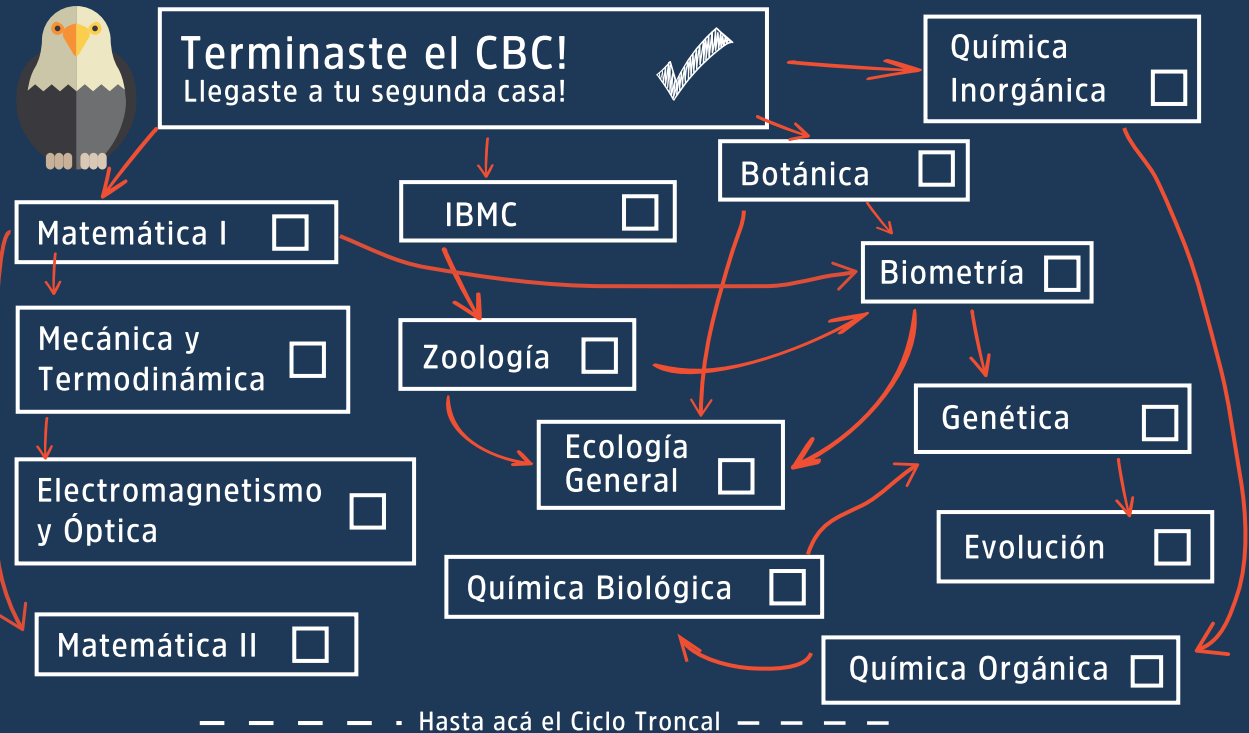 Terminaste el CBC!
Llegaste a tu segunda casa!
Química
Inorgánica
Botánica
Matemática I
IBMC
Biometría
Mecánica y
Termodinámica
Zoología
Genética
Ecología
General
Electromagnetismo
y Óptica
Evolución
Química Biológica
Matemática II
Química Orgánica
Hasta acá el Ciclo Troncal